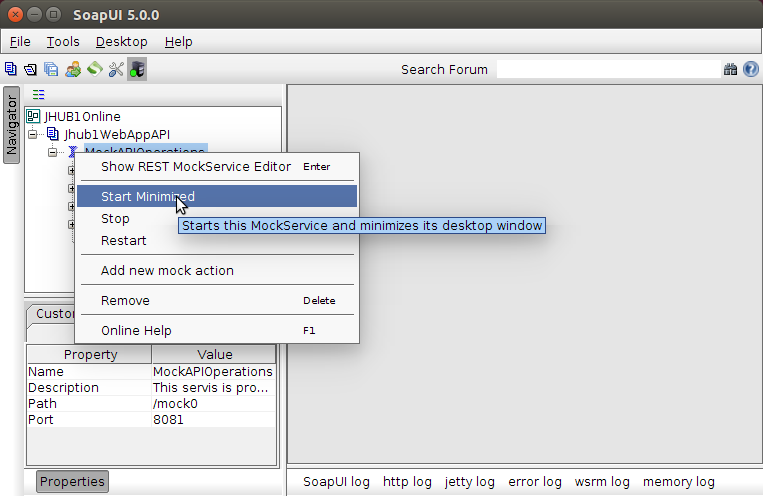 SoapUI 5.0.0
File Tools Desktop Help
Search Forum
Navigator
JHUB1Online
Jhub1WebAppAPI
MockAPIOperations
Show REST MockService Editor Enter
Start Minimized
Stop
Starts this MockService and minimizes its desktop window
Restart
Add new mock action
Remove Delete
Online Help F1
Custo
Property Value
Name MockAPIOperations
Description This servis is pro...
Path /mock0
Port 8081
Properties
SoapUI log http log jetty log error log wsrm log memory log